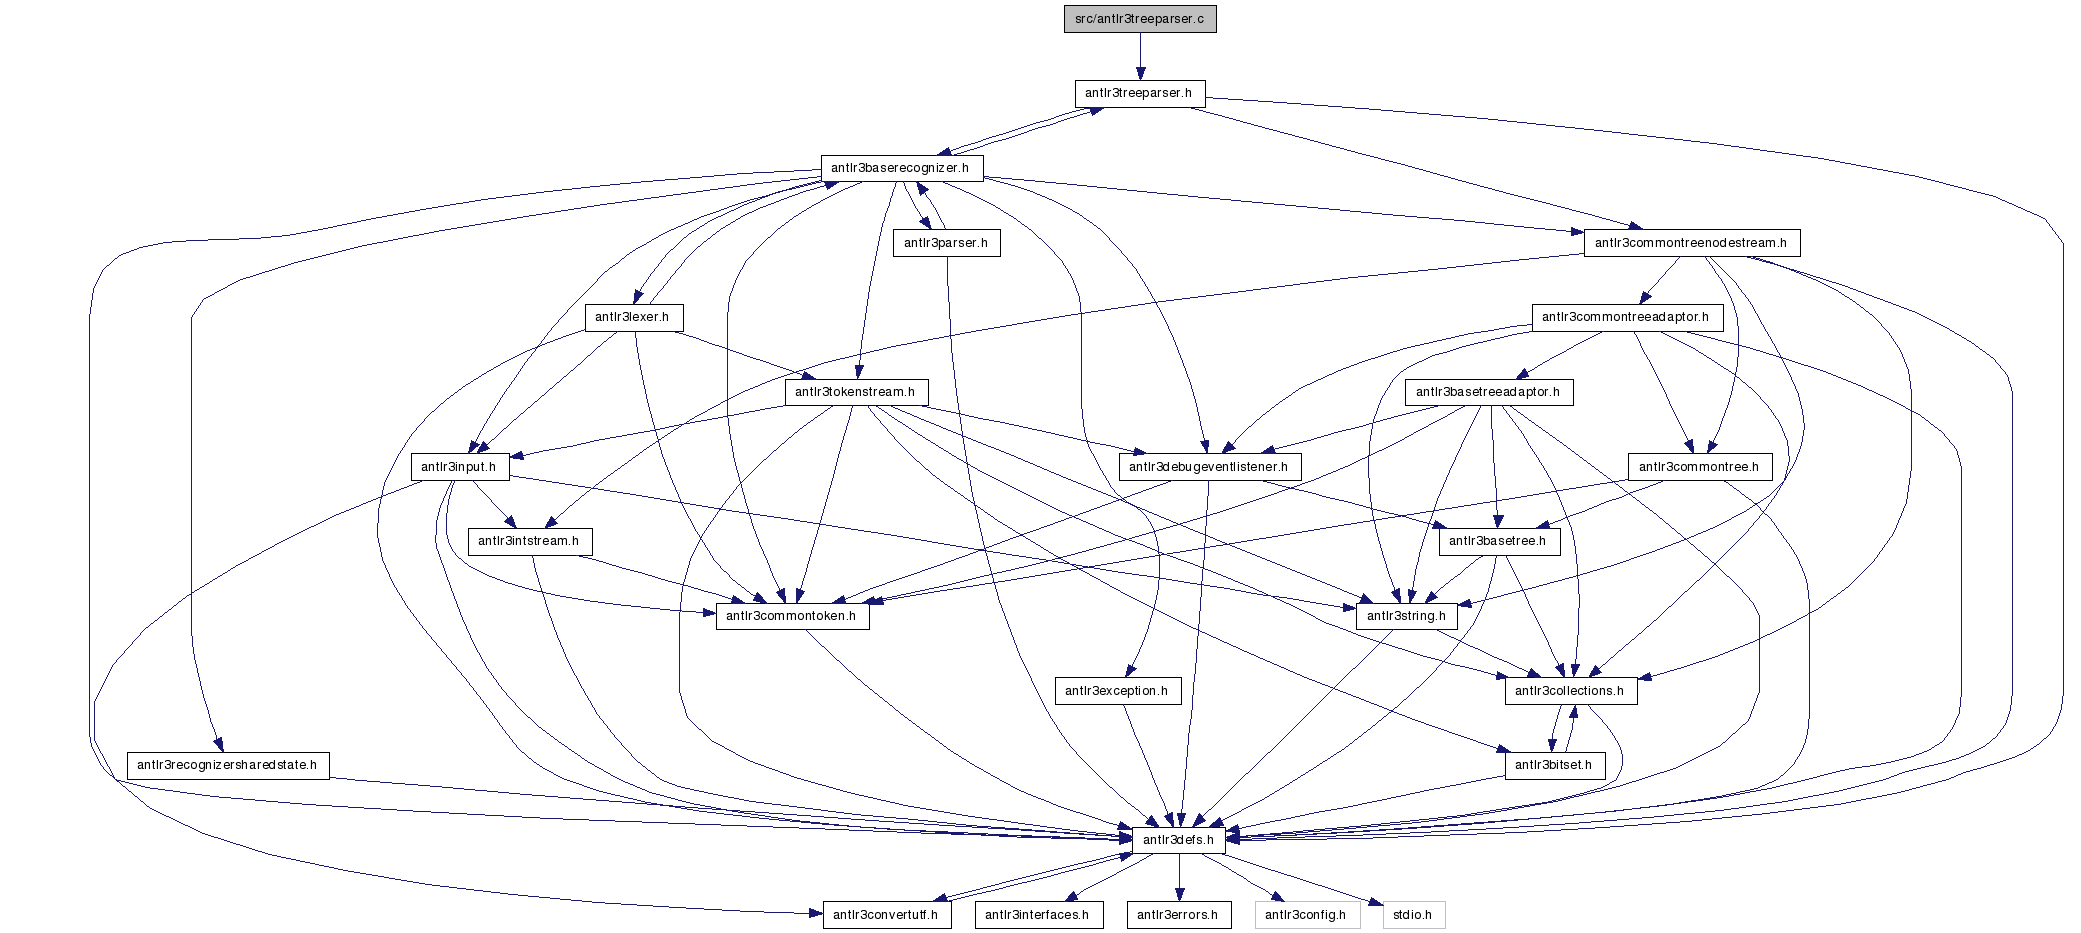 src/antlr3treeparser.c
antlr3treeparser.h
antlr3baserecognizer.h
antlr3parser.h
antlr3commontreenodestream.h
antlr3lexer.h
antlr3commontreeadaptor.h
antlr3tokenstream.h
antlr3basetreeadaptor.h
antlr3input.h
antlr3debugeventlistener.h
antlr3commontree.h
antlr3intstream.h
antlr3basetree.h
antlr3commontoken.h
antlr3string.h
antlr3exception.h
antlr3collections.h
antlr3recognizersharedstate.h
antlr3bitset.h
antlr3defs.h
antlr3convertutf.h
antlr3interfaces.h
antlr3errors.h
antlr3config.h
stdio.h